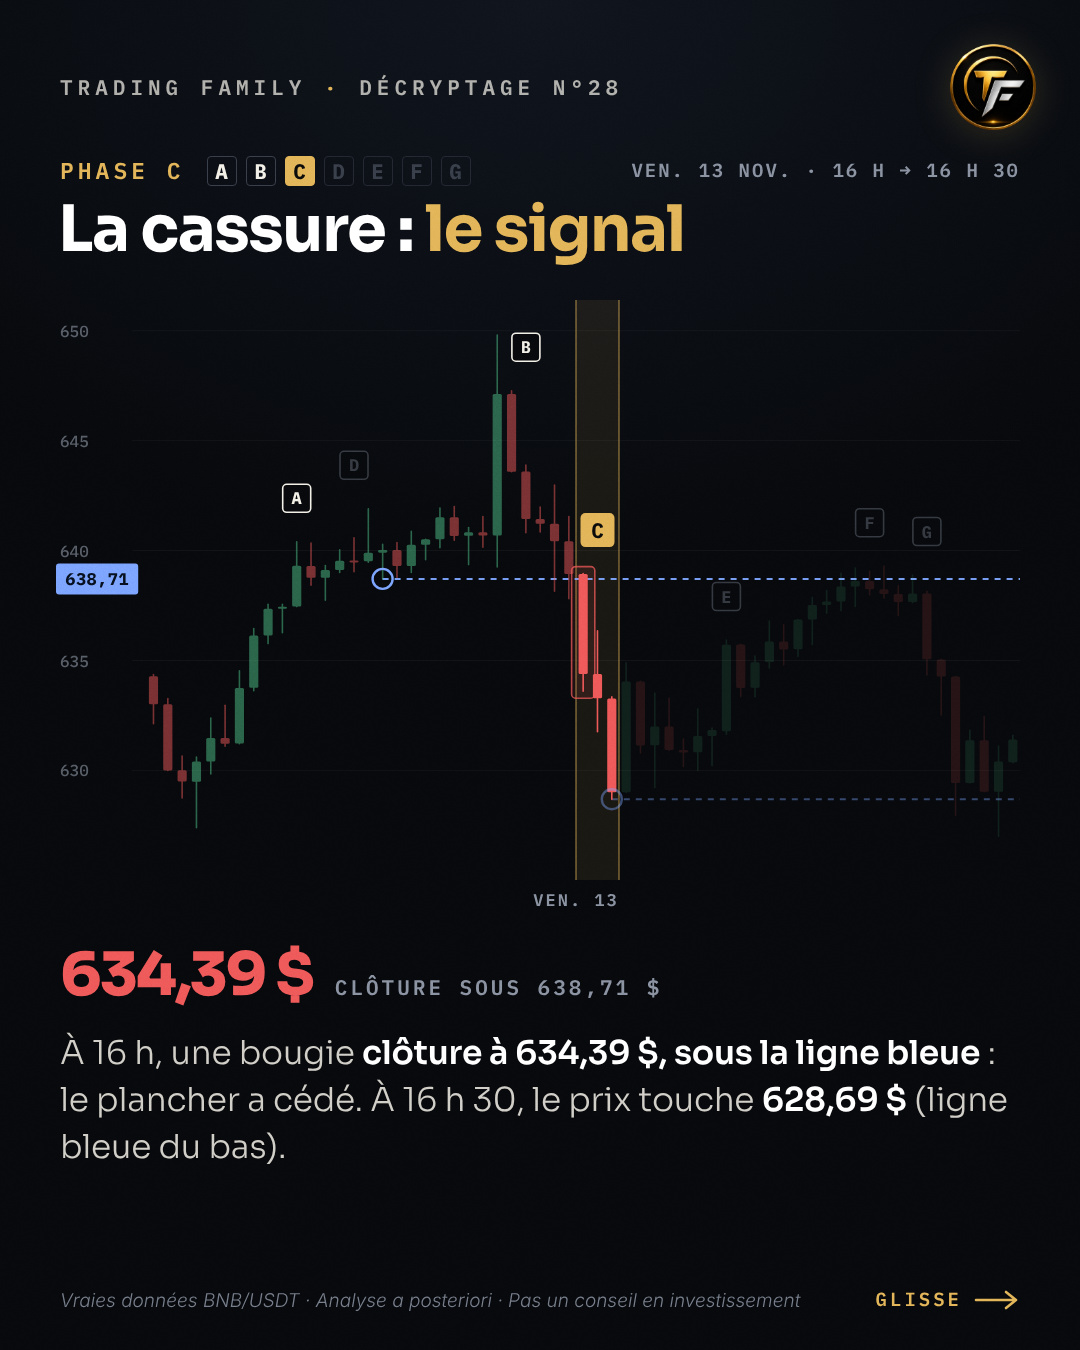 TRADING FAMILY · DÉCRYPTAGE N°28
TF
PHASE C A B C D E F G
VEN. 13 NOV. · 16 H → 16 H 30
La cassure : le signal
650
B
645
D
A
C
F
G
640
638,71
E
635
630
VEN. 13
634,39 $ CLÔTURE SOUS 638,71 $
À 16 h, une bougie clôture à 634,39 $, sous la ligne bleue :
le plancher a cédé. À 16 h 30, le prix touche 628,69 $ (ligne
bleue du bas).
Vraies données BNB/USDT · Analyse a posteriori · Pas un conseil en investissement
GLISSE →